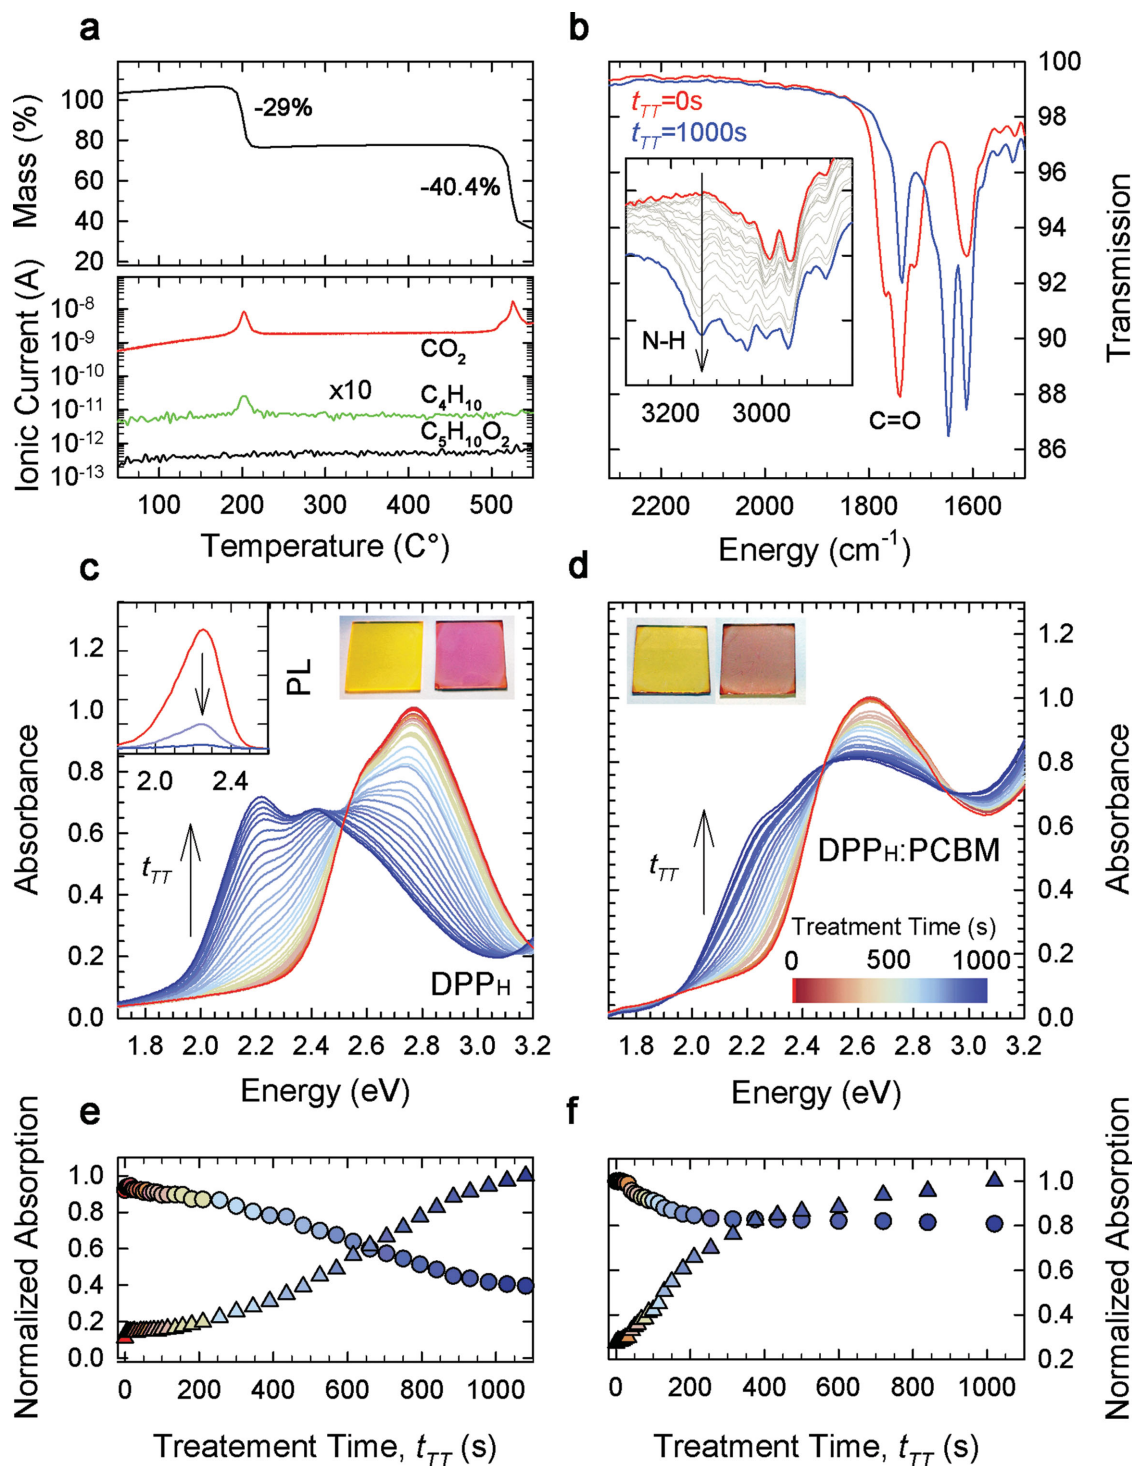 a
Mass (%)
100
80
60
40
20
-29%
-40.4%
Ionic Current (A)
10-8
10-9
10-10
10-11
10-12
10-13
CO2
x10
C4H10
C5H10O2
100
200
300
400
500
Temperature (C°)
b
tTT=0s
tTT=1000s
N-H
3200
3000
C=O
100
98
96
94
92
90
88
86
Transmission
2200
2000
1800
1600
Energy (cm-1)
c
PL
2.0
2.4
1.2
1.0
0.8
0.6
0.4
0.2
0.0
Absorbance
tTT
DPPH
1.8
2.0
2.2
2.4
2.6
2.8
3.0
3.2
Energy (eV)
d
tTT
DPPH:PCBM
Treatment Time (s)
0
500
1000
1.2
1.0
0.8
0.6
0.4
0.2
0.0
Absorbance
1.8
2.0
2.2
2.4
2.6
2.8
3.0
3.2
Energy (eV)
e
Normalized Absorption
1.0
0.8
0.6
0.4
0.2
0.0
0
200
400
600
800
1000
Treatement Time, tTT (s)
f
1.0
0.8
0.6
0.4
0.2
Normalized Absorption
0
200
400
600
800
1000
Treatment Time, tTT (s)